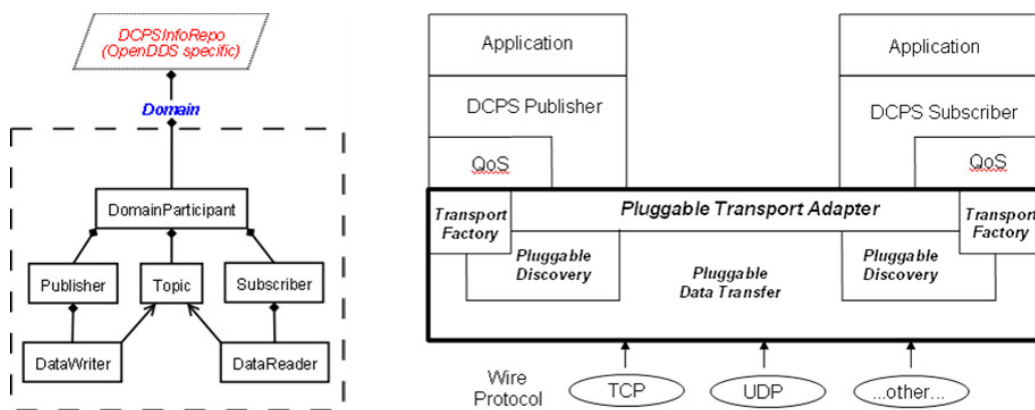 DCPSInfoRepo
(OpenDDS specific)
Domain
DomainParticipant
Publisher
Topic
Subscriber
DataWriter
DataReader
Application
Application
DCPS Publisher
DCPS Subscriber
QoS
QoS
Transport
Factory
Pluggable Transport Adapter
Transport
Factory
Pluggable
Discovery
Pluggable
Data Transfer
Pluggable
Discovery
Wire
Protocol
TCP
UDP
...other...